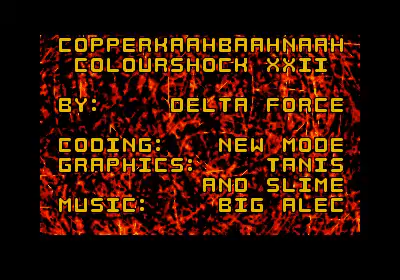 COPPERKAAHBAAHNAAH
COLOURSHOCK XXII
BY: DELTA FORCE
CODING: NEW MODE
GRAPHICS: TANIS
AND SLIME
MUSIC: BIG ALEC